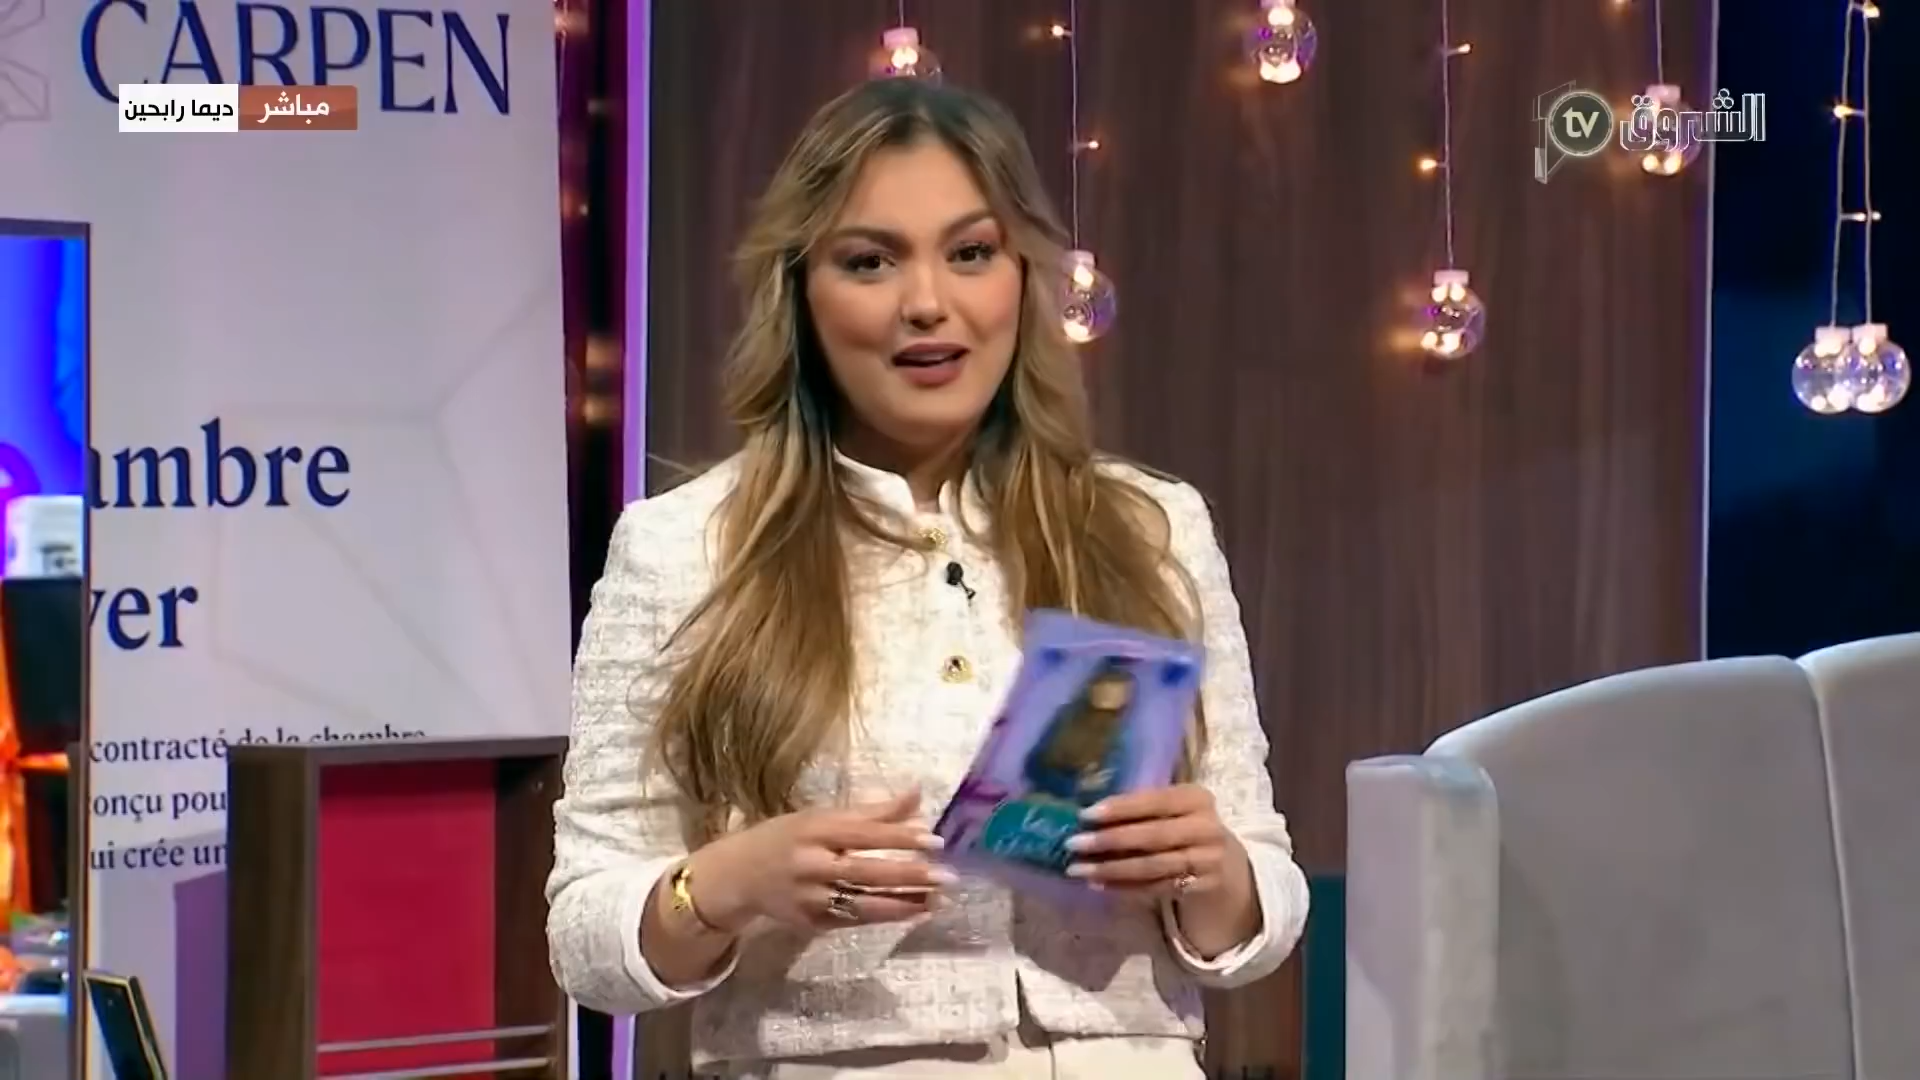 CARPEN
ديما رابحين
مباشر
الشروق
tv
ambre
ver
contracté de la chambre
onçu pou
ui crée un